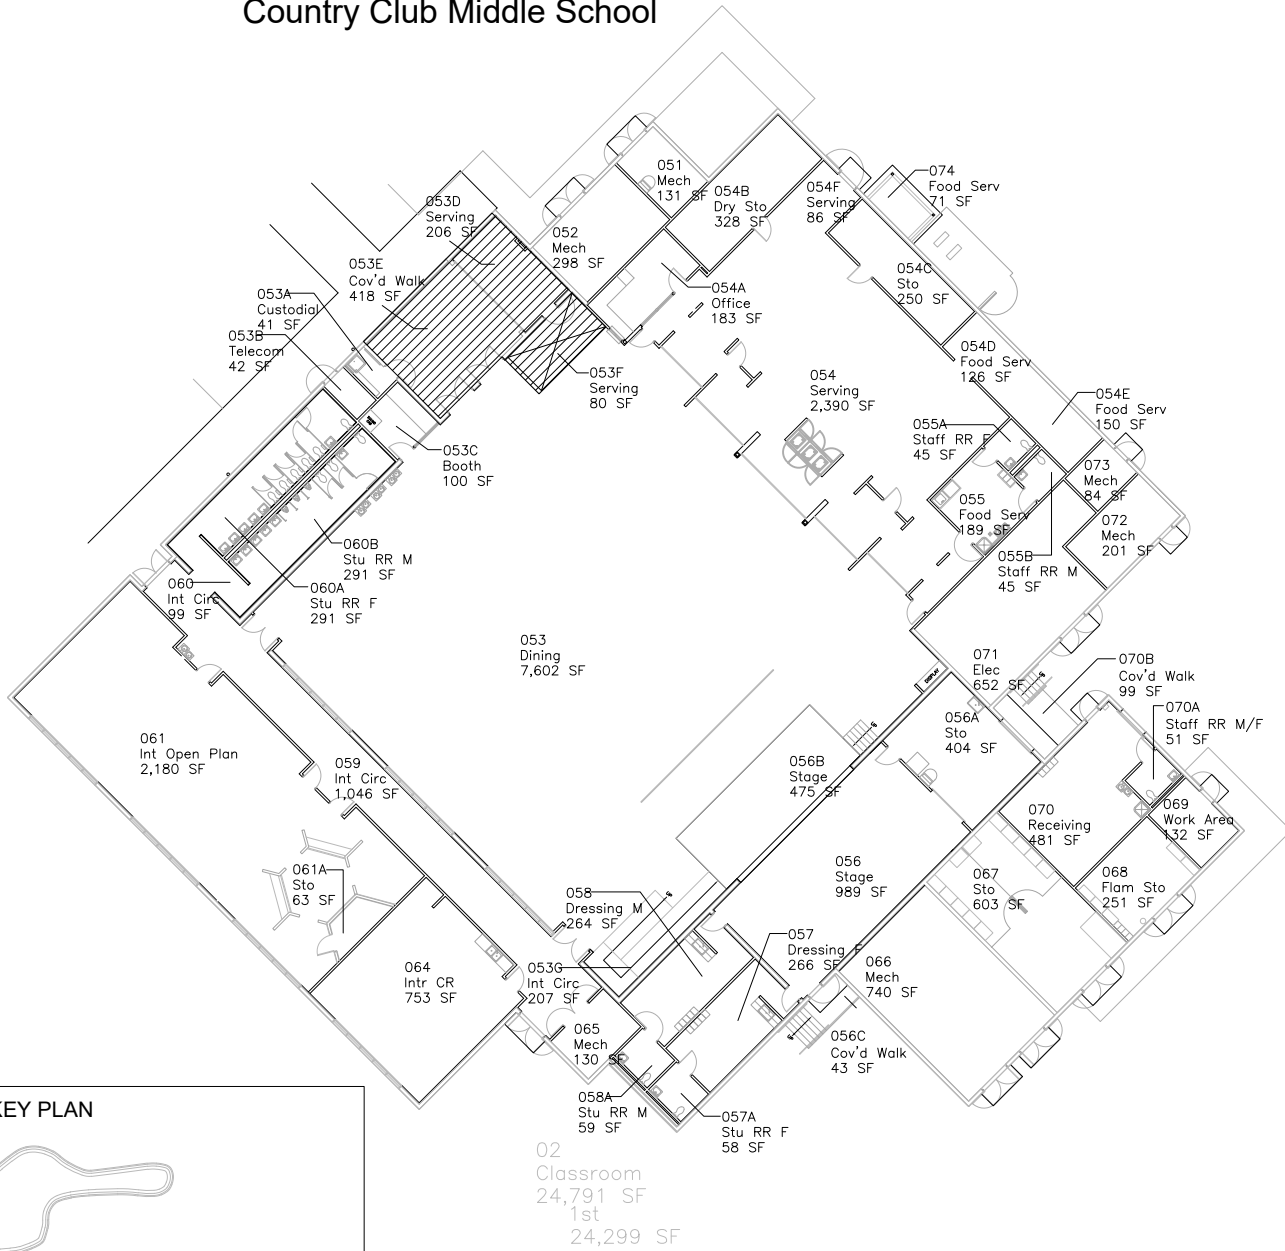 Country Club Middle School
051
Mech
131 SF
054B
Dry Sto
328 SF
054F
Serving
86 SF
074
Food Serv
71 SF
053D
Serving
206 SF
052
Mech
298 SF
053E
Cov'd Walk
418 SF
054C
Sto
250 SF
053A
Custodial
41 SF
054A
Office
183 SF
053B
Telecom
42 SF
054D
Food Serv
126 SF
053F
Serving
80 SF
054
Serving
2,390 SF
054E
Food Serv
150 SF
055A
Staff RR F
45 SF
053C
Booth
100 SF
073
Mech
84 SF
055
Food Serv
189 SF
072
Mech
201 SF
060B
Stu RR M
291 SF
055B
Staff RR M
45 SF
060
Int Circ
99 SF
060A
Stu RR F
291 SF
053
Dining
7,602 SF
071
Elec
652 SF
DISPLAY
070B
Cov'd Walk
99 SF
070A
Staff RR M/F
51 SF
056A
Sto
404 SF
061
Int Open Plan
2,180 SF
059
Int Circ
1,046 SF
056B
Stage
475 SF
070
Receiving
481 SF
069
Work Area
132 SF
056
Stage
989 SF
061A
Sto
63 SF
067
Sto
603 SF
068
Flam Sto
251 SF
058
Dressing M
264 SF
057
Dressing F
266 SF
064
Intr CR
753 SF
053G
Int Circ
207 SF
066
Mech
740 SF
065
Mech
130 SF
056C
Cov'd Walk
43 SF
058A
Stu RR M
59 SF
057A
Stu RR F
58 SF
KEY PLAN
02
Classroom
24,791 SF
1st
24,299 SF